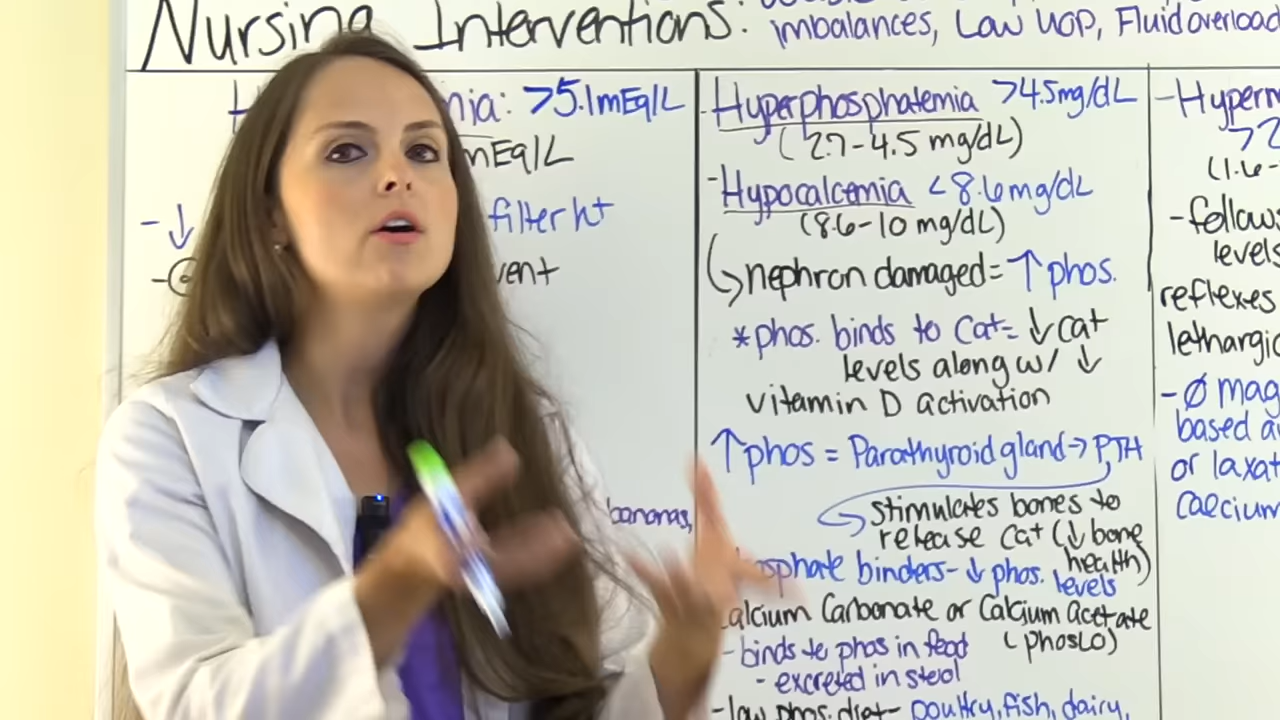 Nursing Interventions:
imbalances, Low UOP, Fluid overload
nia: >5.1mEq/L
mEq/L
- ↓ filter h+
vent
bananas,
Hyperphosphatemia >4.5mg/dL
(2.7-4.5 mg/dL)
- Hypocalcemia <8.6mg/dL
(8.6-10 mg/dL)
↳ nephron damaged= ↑phos.
*phos. binds to Ca+= ↓Ca+
levels along w/ ↓
vitamin D activation
↑phos = Parathyroid gland→ PTH
stimulates bones to
release Ca+ (↓bone
health)
sphate binders- ↓ phos. levels
alcium Carbonate or Calcium Acetate
- binds to phos in food (PhosLo)
- excreted in stool
- low phos. diet- poultry, fish, dairy,
- Hyperm
>2
(1.6-
- follow
levels
reflexes
lethargic
- Ø mag
based a
or laxat
calcium